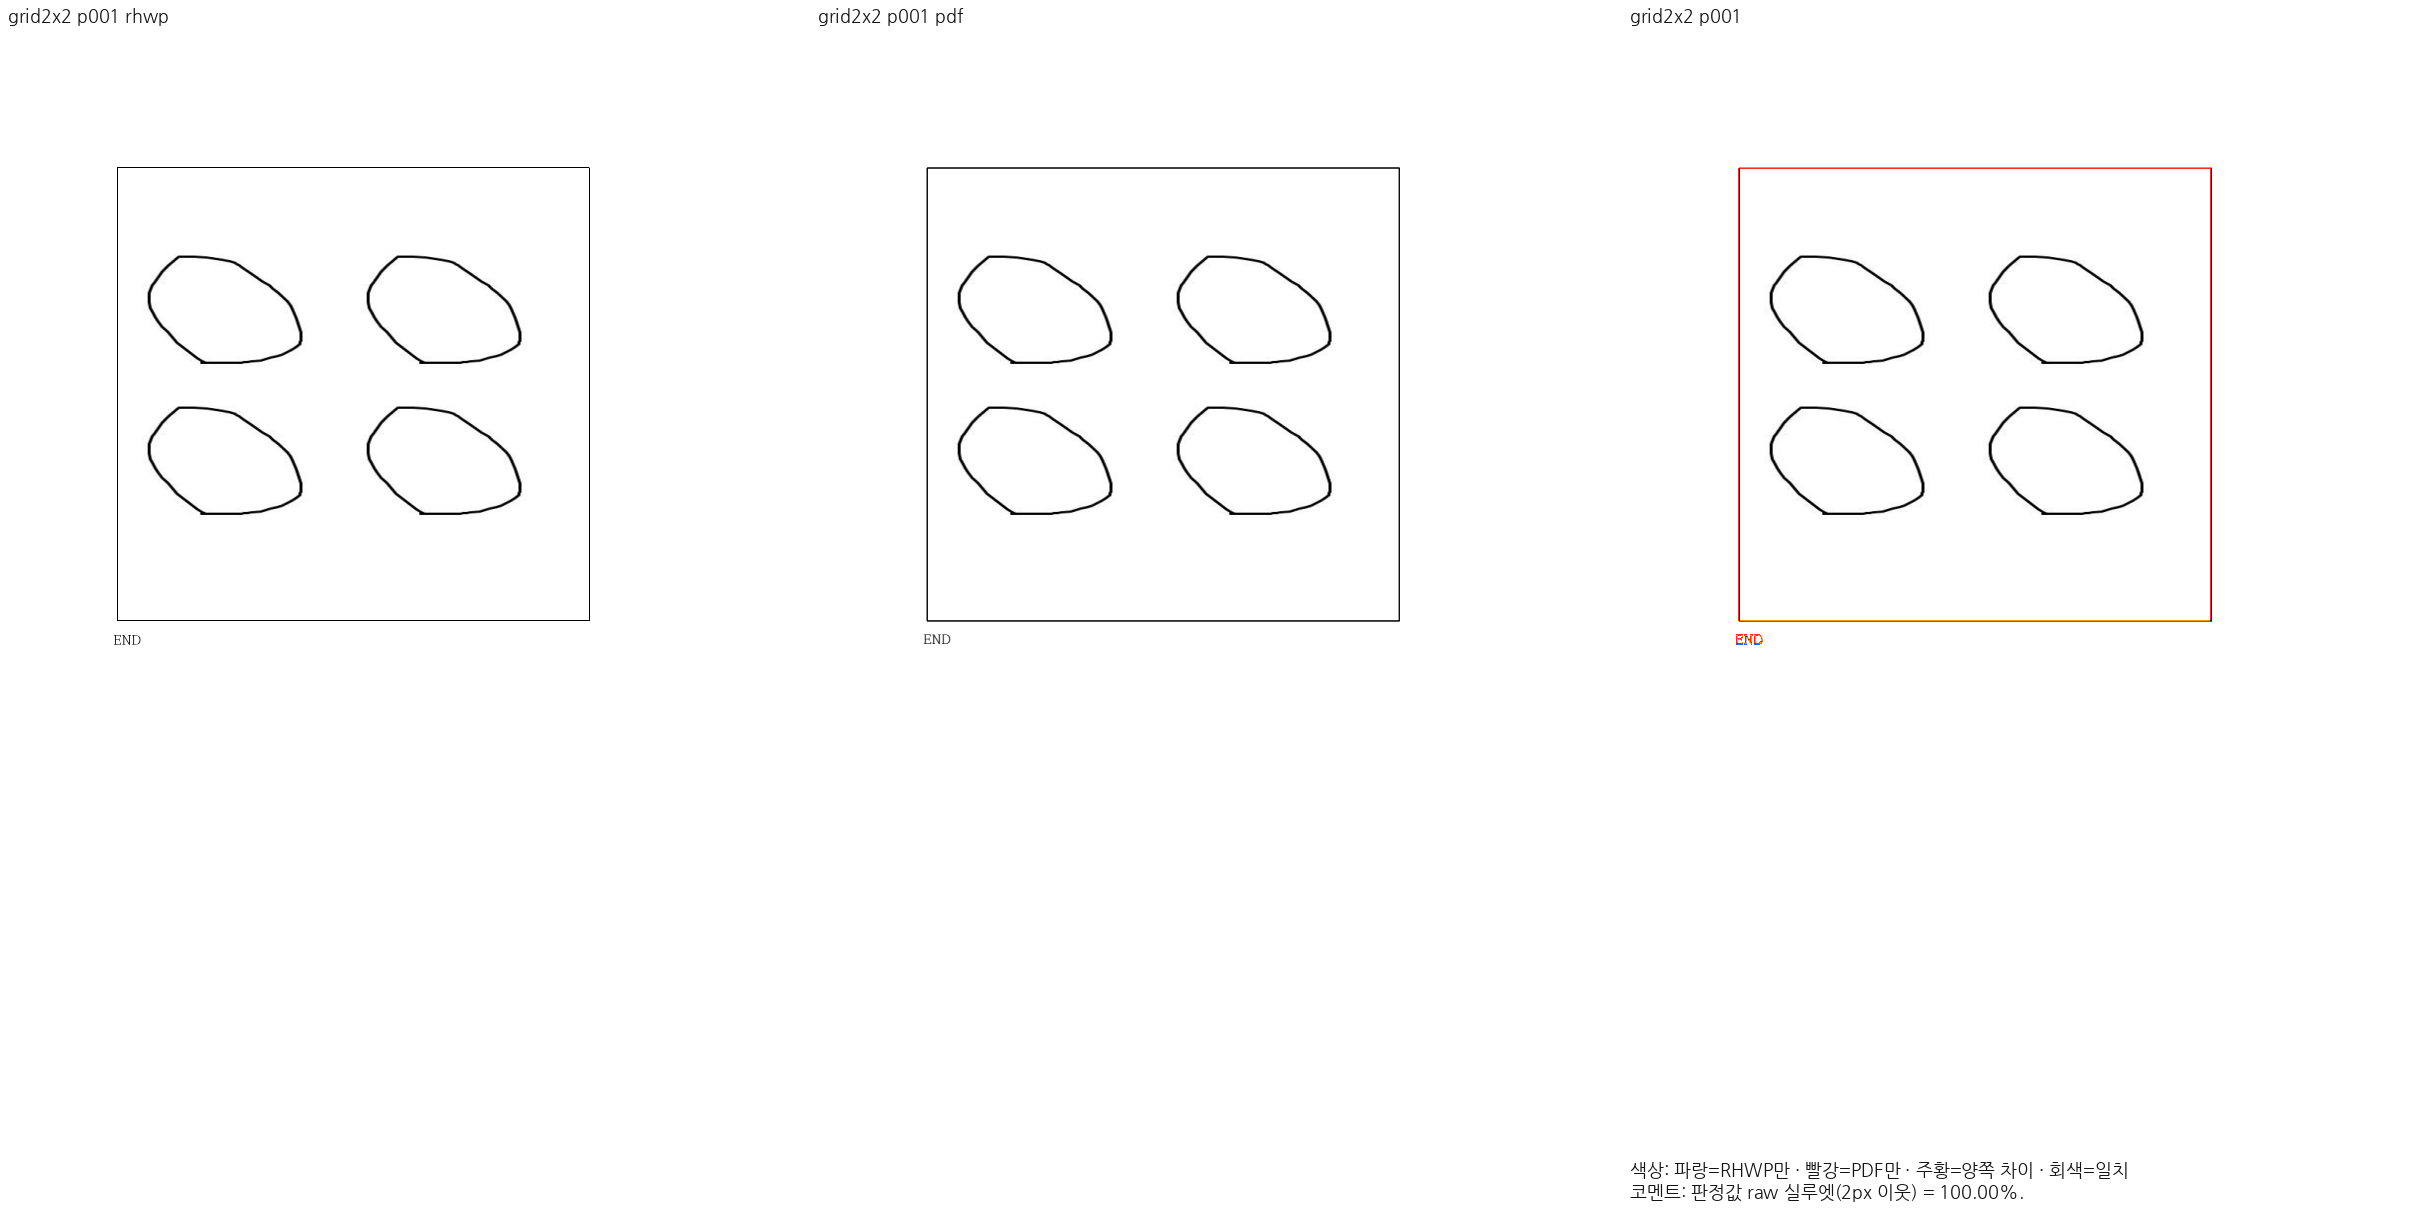 grid2x2 p001 rhwp
grid2x2 p001 pdf
grid2x2 p001
END
END
END
색상: 파랑=RHWP만 · 빨강=PDF만 · 주황=양쪽 차이 · 회색=일치
코멘트: 판정값 raw 실루엣(2px 이웃) = 100.00%.